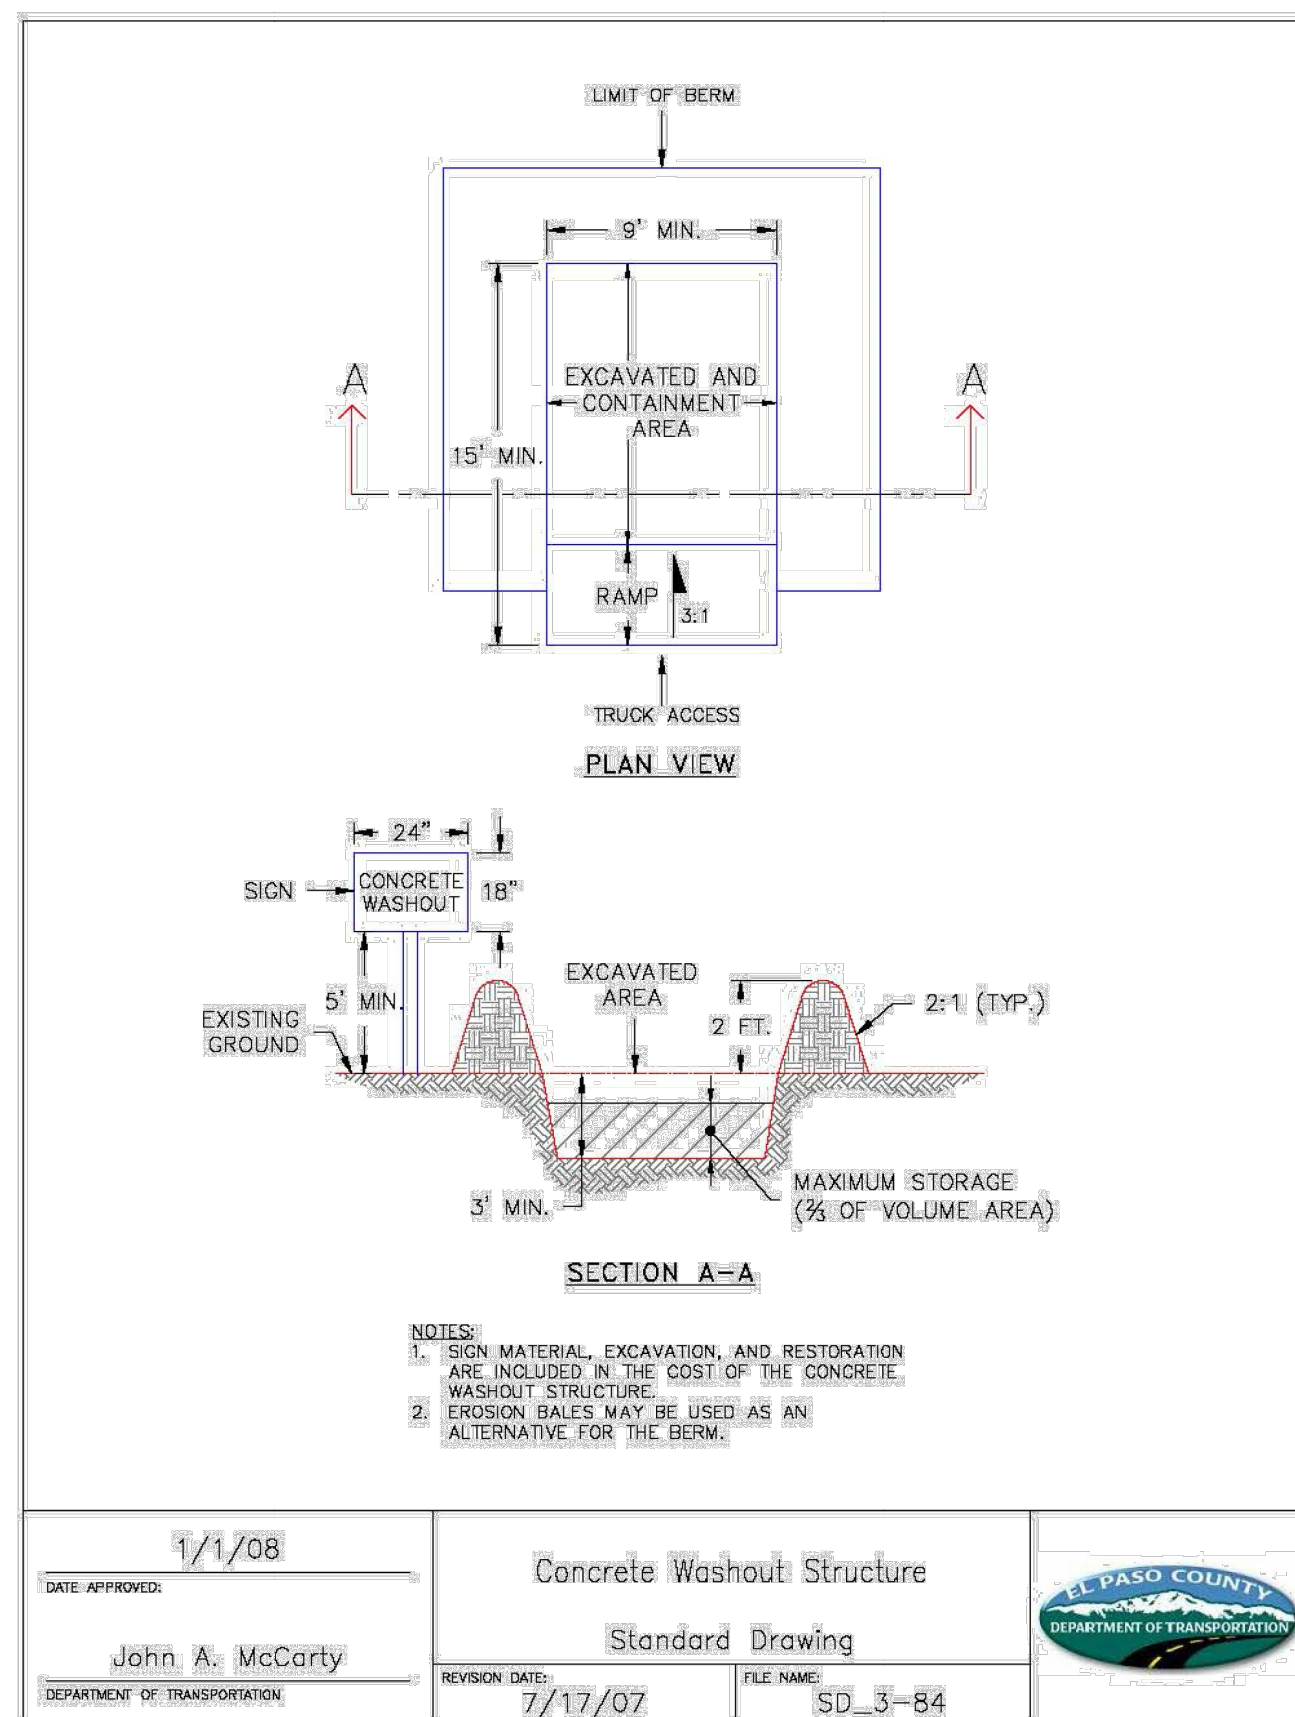 LIMIT OF BERM
9' MIN.
A
A
EXCAVATED AND
CONTAINMENT
AREA
15' MIN.
RAMP
3:1
TRUCK ACCESS
PLAN VIEW
24"
SIGN
CONCRETE
WASHOUT
18"
5' MIN.
EXISTING
GROUND
EXCAVATED
AREA
2 FT.
2:1 (TYP.)
3' MIN.
MAXIMUM STORAGE
(⅔ OF VOLUME AREA)
SECTION A-A
NOTES:
1. SIGN MATERIAL, EXCAVATION, AND RESTORATION
ARE INCLUDED IN THE COST OF THE CONCRETE
WASHOUT STRUCTURE.
2. EROSION BALES MAY BE USED AS AN
ALTERNATIVE FOR THE BERM.
1/1/08
DATE APPROVED:
John A. McCarty
DEPARTMENT OF TRANSPORTATION
Concrete Washout Structure
Standard Drawing
REVISION DATE:
7/17/07
FILE NAME:
SD_3-84
EL PASO COUNTY
DEPARTMENT OF TRANSPORTATION